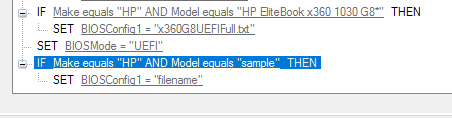 IF Make equals "HP" AND Model equals "HP EliteBook x360 1030 G8*" THEN
SET BIOSConfig1 = "x360G8UEFIFull.txt"
SET BIOSMode = "UEFI"
IF Make equals "HP" AND Model equals "sample" THEN
SET BIOSConfig1 = "filename"